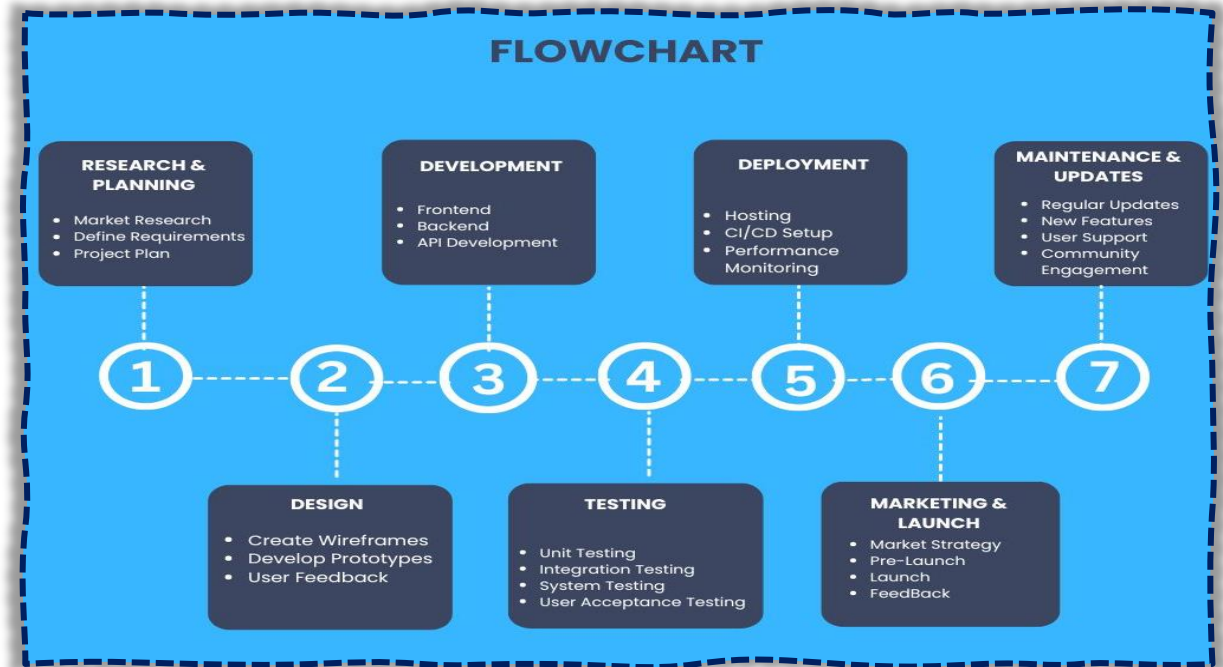 FLOWCHART
RESEARCH &
PLANNING
• Market Research
• Define Requirements
• Project Plan
DEVELOPMENT
• Frontend
• Backend
• API Development
DEPLOYMENT
• Hosting
• CI/CD Setup
• Performance
Monitoring
MAINTENANCE &
UPDATES
• Regular Updates
• New Features
• User Support
• Community
Engagement
1
2
3
4
5
6
7
DESIGN
• Create Wireframes
• Develop Prototypes
• User Feedback
TESTING
• Unit Testing
• Integration Testing
• System Testing
• User Acceptance Testing
MARKETING &
LAUNCH
• Market Strategy
• Pre-Launch
• Launch
• FeedBack